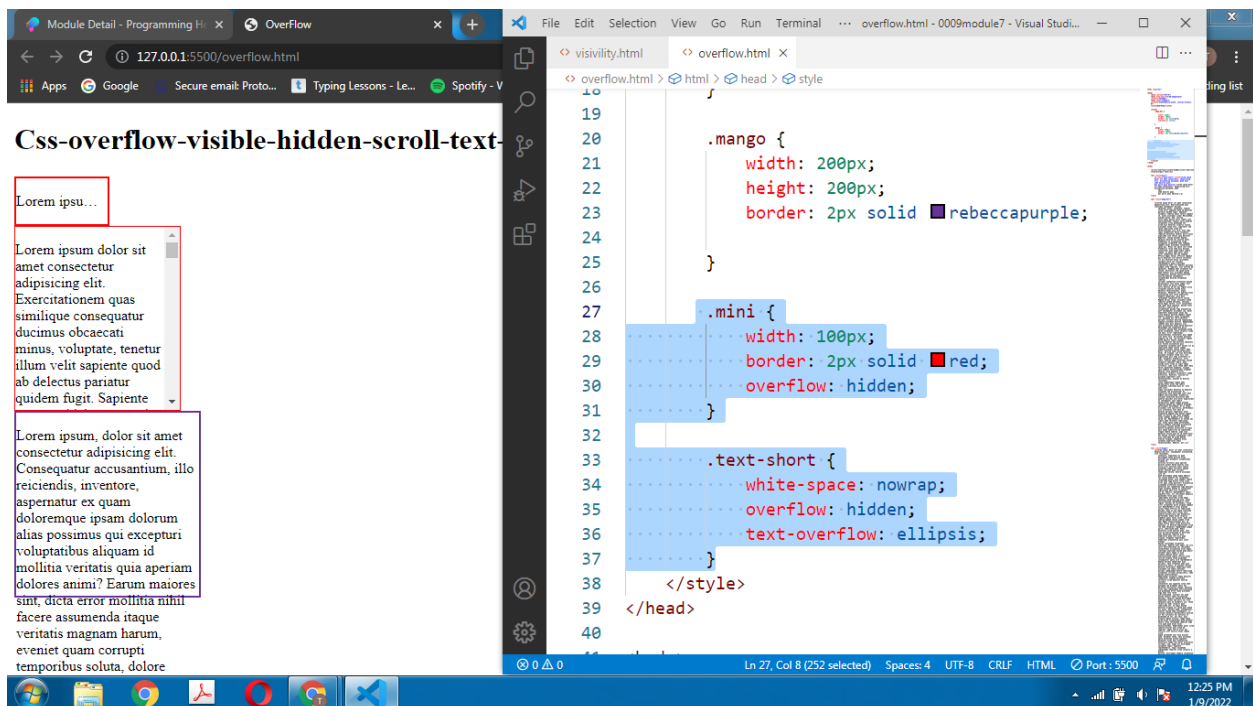 Module Detail - Programming H
OverFlow
File Edit Selection View Go Run Terminal ··· overflow.html - 0009module7 - Visual Studi...
127.0.0.1:5500/overflow.html
visivility.html
overflow.html
Apps
Google
Secure email: Proto...
Typing Lessons - Le...
Spotify - W
ding list
overflow.html > html > head > style
Css-overflow-visible-hidden-scroll-text-
Lorem ipsu…
Lorem ipsum dolor sit
amet consectetur
adipisicing elit.
Exercitationem quas
similique consequatur
ducimus obcaecati
minus, voluptate, tenetur
illum velit sapiente quod
ab delectus pariatur
quidem fugit. Sapiente
Lorem ipsum, dolor sit amet
consectetur adipisicing elit.
Consequatur accusantium, illo
reiciendis, inventore,
aspernatur ex quam
doloremque ipsam dolorum
alias possimus qui excepturi
voluptatibus aliquam id
mollitia veritatis quia aperiam
dolores animi? Earum maiores
sint, dicta error mollitia nihil
facere assumenda itaque
veritatis magnam harum,
eveniet quam corrupti
temporibus soluta, dolore
18 }
19
20 .mango {
21 width: 200px;
22 height: 200px;
23 border: 2px solid rebeccapurple;
24
25 }
26
27 .mini {
28 width: 100px;
29 border: 2px solid red;
30 overflow: hidden;
31 }
32
33 .text-short {
34 white-space: nowrap;
35 overflow: hidden;
36 text-overflow: ellipsis;
37 }
38 </style>
39 </head>
40
0 0 Ln 27, Col 8 (252 selected) Spaces: 4 UTF-8 CRLF HTML Port : 5500
12:25 PM
1/9/2022